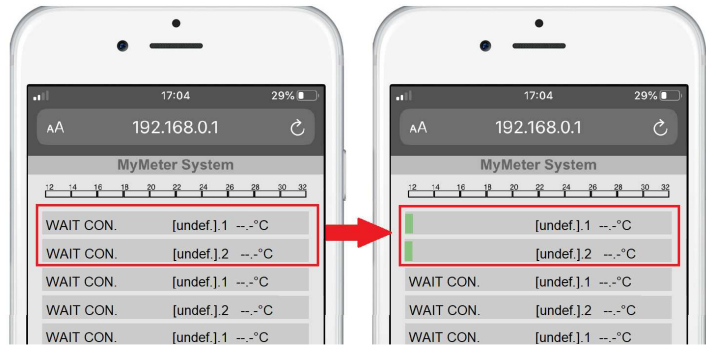 17:04 29%
AA 192.168.0.1
MyMeter System
12 14 16 18 20 22 24 26 28 30 32
WAIT CON. [undef.].1 --.-°C
WAIT CON. [undef.].2 --.-°C
WAIT CON. [undef.].1 --.-°C
WAIT CON. [undef.].2 --.-°C
WAIT CON. [undef.].1 --.-°C
17:04 29%
AA 192.168.0.1
MyMeter System
12 14 16 18 20 22 24 26 28 30 32
[undef.].1 --.-°C
[undef.].2 --.-°C
WAIT CON. [undef.].1 --.-°C
WAIT CON. [undef.].2 --.-°C
WAIT CON. [undef.].1 --.-°C